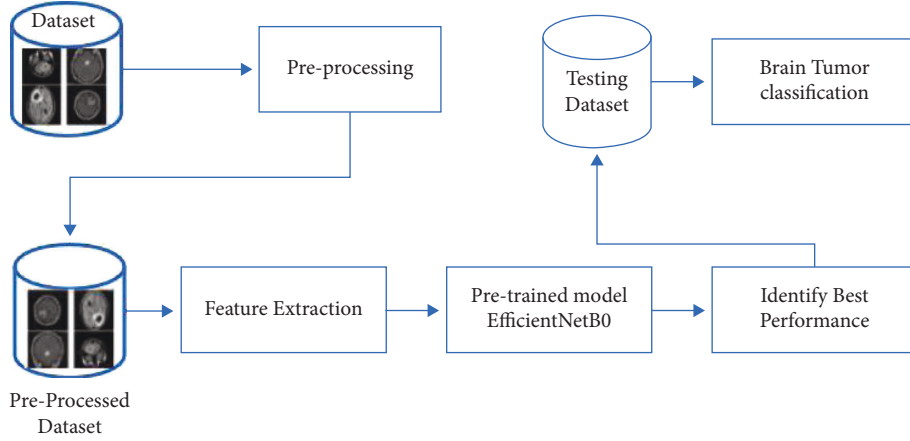 Dataset
Pre-processing
Testing
Dataset
Brain Tumor
classification
Feature Extraction
Pre-trained model
EfficientNetB0
Identify Best
Performance
Pre-Processed
Dataset